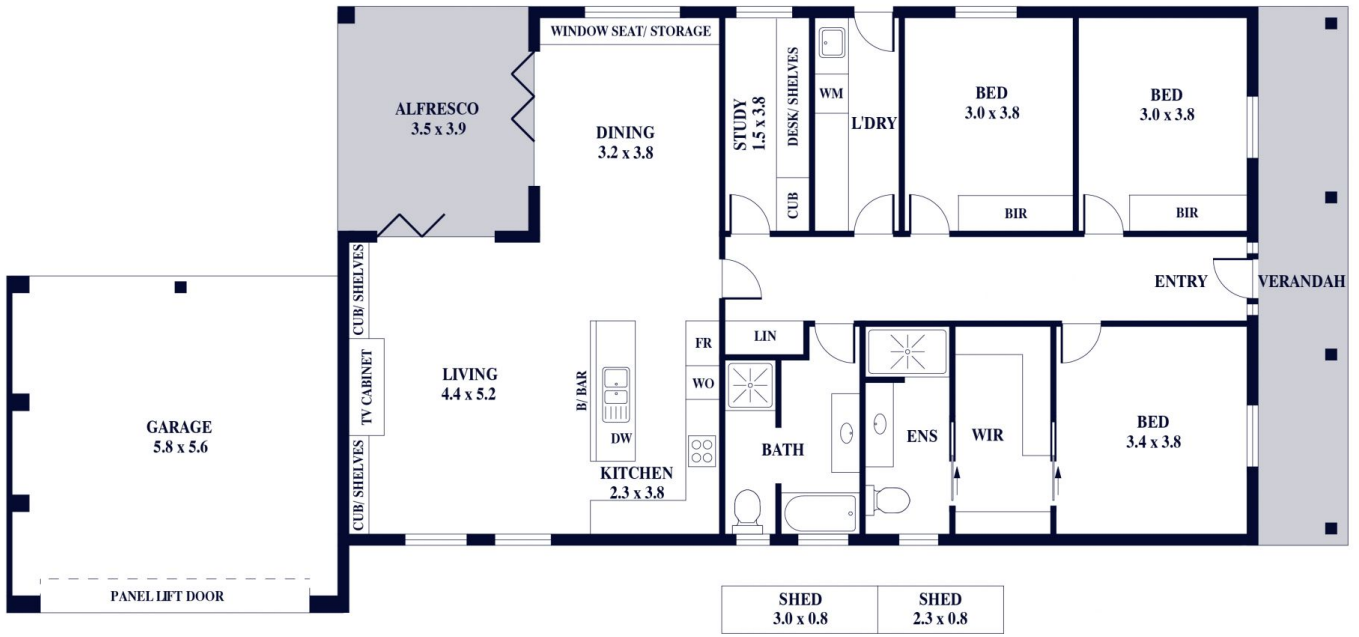 WINDOW SEAT/ STORAGE
ALFRESCO
3.5 x 3.9
DINING
3.2 x 3.8
STUDY
1.5 x 3.8
DESK/ SHELVES
CUB
WM
L'DRY
BED
3.0 x 3.8
BIR
BED
3.0 x 3.8
BIR
ENTRY
VERANDAH
CUB/ SHELVES
TV CABINET
CUB/ SHELVES
LIVING
4.4 x 5.2
B/ BAR
DW
FR
WO
KITCHEN
2.3 x 3.8
LIN
BATH
ENS
WIR
BED
3.4 x 3.8
GARAGE
5.8 x 5.6
PANEL LIFT DOOR
SHED
3.0 x 0.8
SHED
2.3 x 0.8